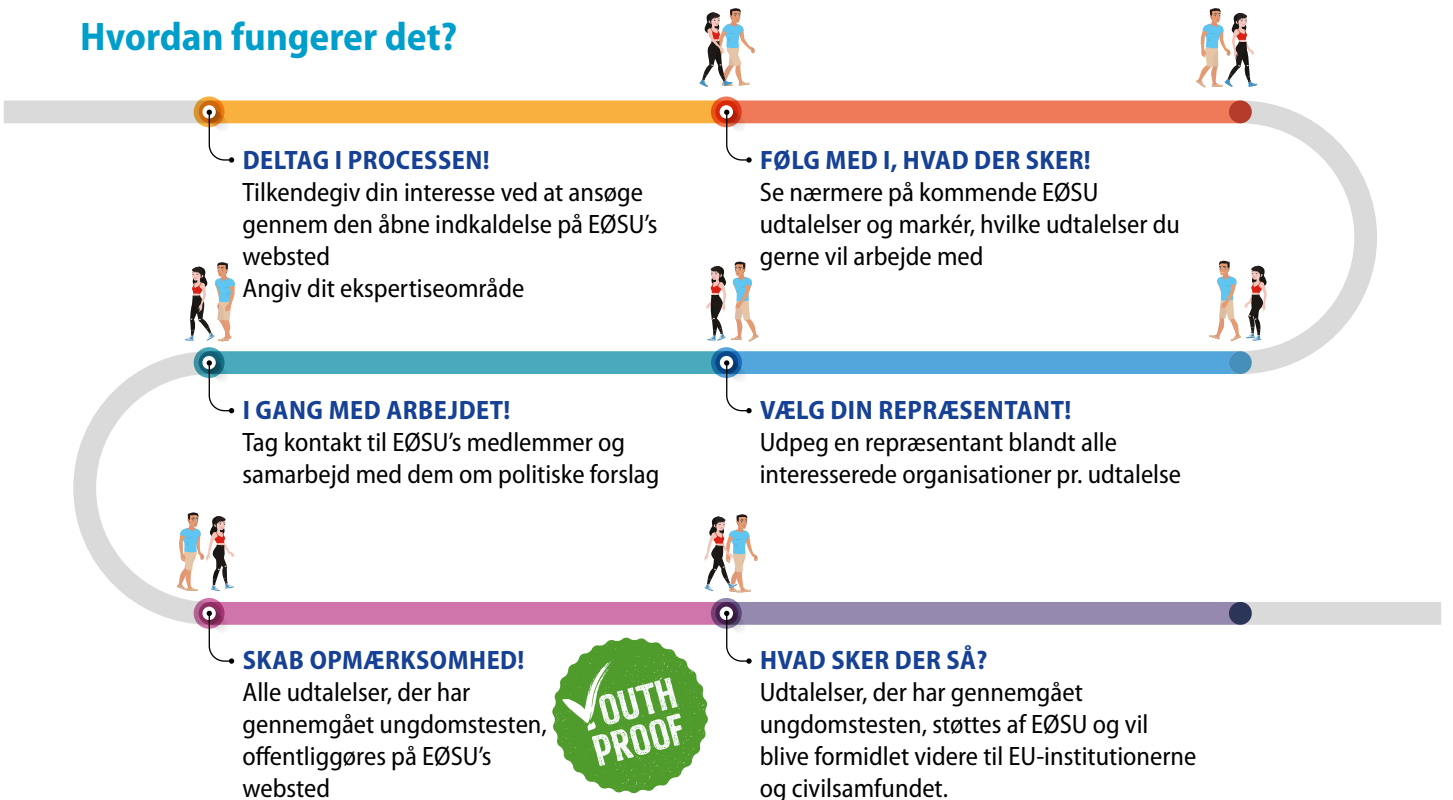 Hvordan fungerer det?
DELTAG I PROCESSEN!
Tilkendegiv din interesse ved at ansøge
gennem den åbne indkaldelse på EØSU’s
websted
Angiv dit ekspertiseområde
FØLG MED I, HVAD DER SKER!
Se nærmere på kommende EØSU
udtalelser og markér, hvilke udtalelser du
gerne vil arbejde med
VÆLG DIN REPRÆSENTANT!
Udpeg en repræsentant blandt alle
interesserede organisationer pr. udtalelse
I GANG MED ARBEJDET!
Tag kontakt til EØSU’s medlemmer og
samarbejd med dem om politiske forslag
SKAB OPMÆRKSOMHED!
Alle udtalelser, der har
gennemgået ungdomstesten,
offentliggøres på EØSU’s
websted
YOUTH
PROOF
HVAD SKER DER SÅ?
Udtalelser, der har gennemgået
ungdomstesten, støttes af EØSU og vil
blive formidlet videre til EU-institutionerne
og civilsamfundet.